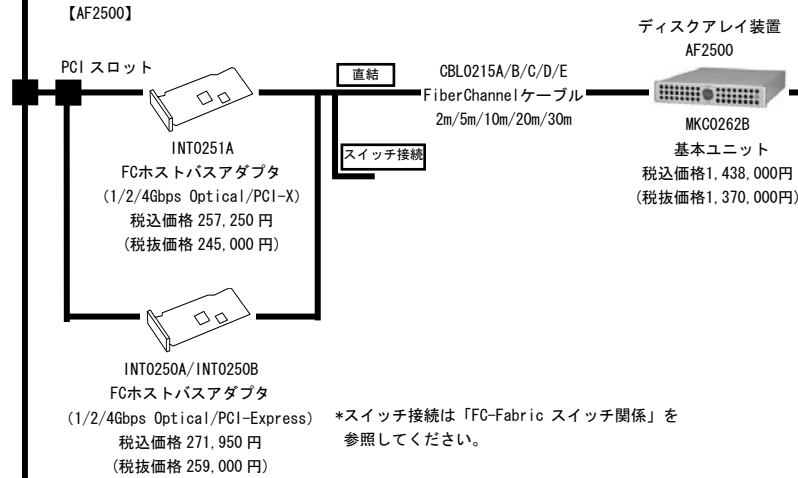 【AF2500】
PCI スロット
INT0251A
FCホストバスアダプタ
(1/2/4Gbps Optical/PCI-X)
税込価格 257,250 円
(税抜価格 245,000 円)
INT0250A/INT0250B
FCホストバスアダプタ
(1/2/4Gbps Optical/PCI-Express)
税込価格 271,950 円
(税抜価格 259,000 円)
直結
スイッチ接続
CBL0215A/B/C/D/E
FiberChannelケーブル
2m/5m/10m/20m/30m
ディスクアレイ装置
AF2500
MKC0262B
基本ユニット
税込価格1,438,000円
(税抜価格1,370,000円)
*スイッチ接続は「FC-Fabric スイッチ関係」を
参照してください。